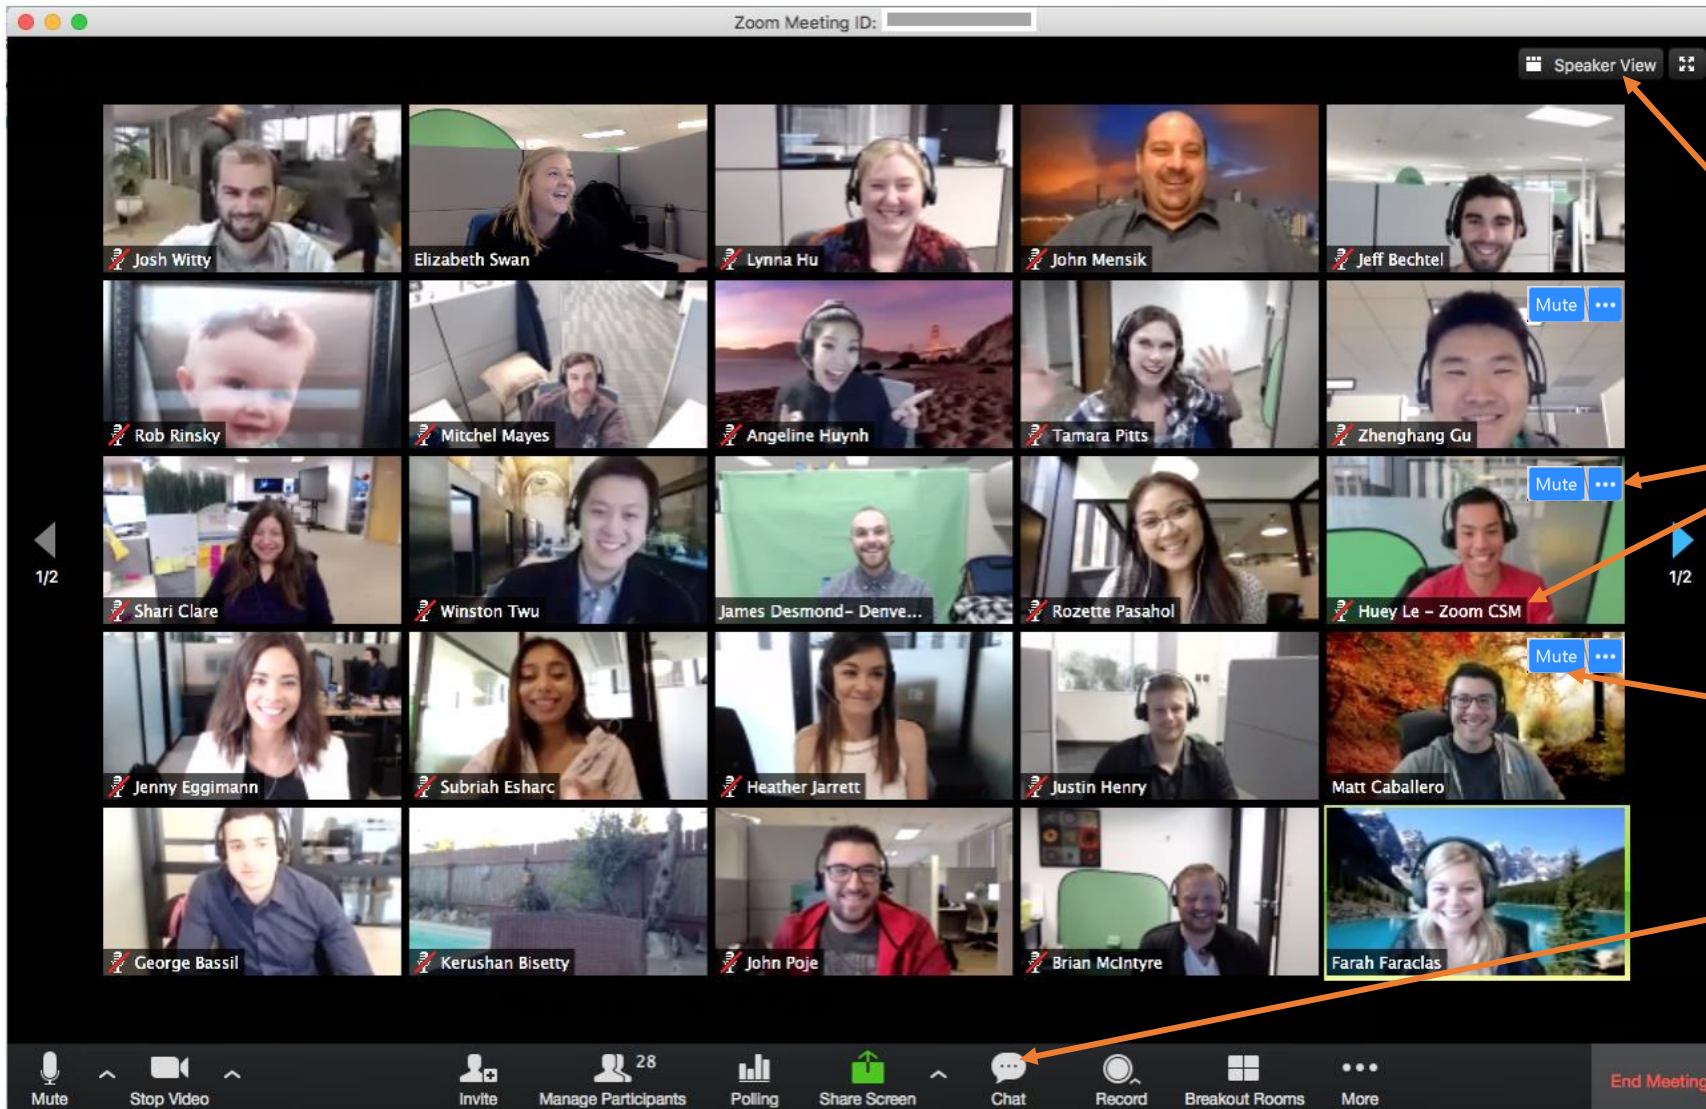 Zoom Meeting ID:
Speaker View
Josh Witty
Elizabeth Swan
Lynna Hu
John Mensik
Jeff Bechtel
Mute
Rob Rinsky
Mitchel Mayes
Angeline Huynh
Tamara Pitts
Zhenghang Gu
Mute
1/2
1/2
Shari Clare
Winston Twu
James Desmond- Denve...
Rozette Pasahol
Huey Le – Zoom CSM
Mute
Jenny Eggimann
Subriah Esharc
Heather Jarrett
Justin Henry
Matt Caballero
George Bassil
Kerushan Bisetty
John Poje
Brian McIntyre
Farah Faraclas
28
Mute
Stop Video
Invite
Manage Participants
Polling
Share Screen
Chat
Record
Breakout Rooms
More
End Meeting